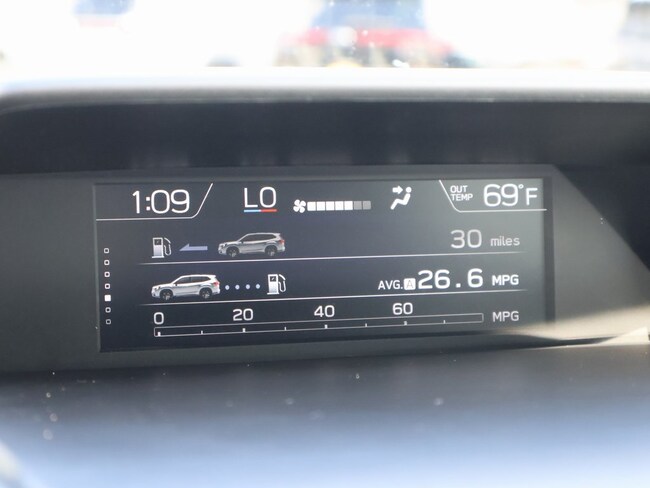 1:09 LO OUT TEMP 69°F
30 miles
AVG. A 26.6 MPG
0 20 40 60 MPG